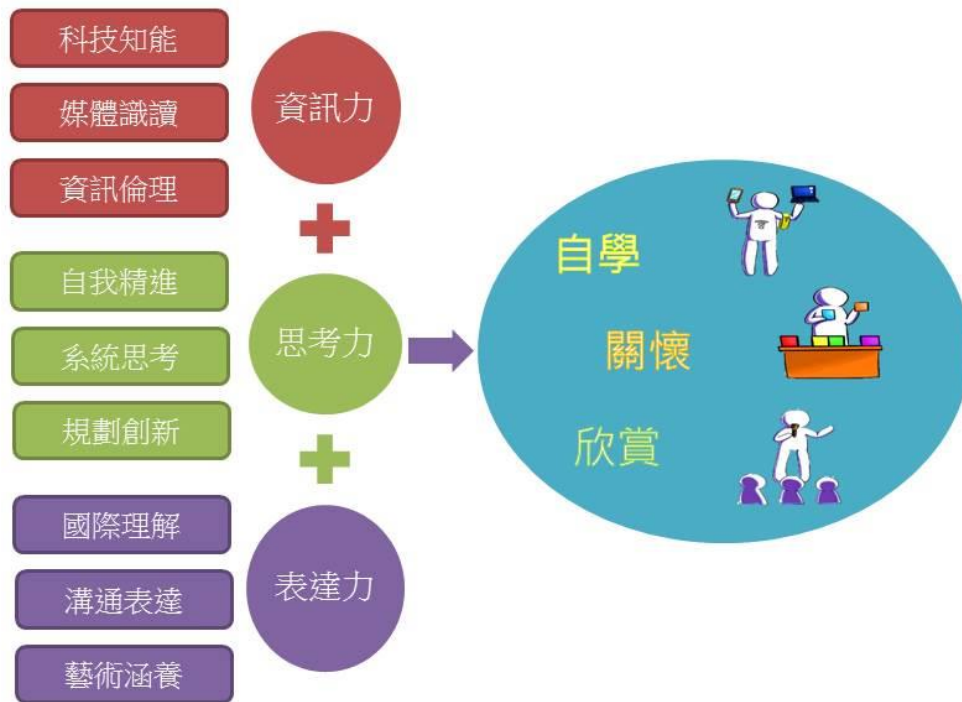 科技知能
媒體識讀
資訊倫理
資訊力
自我精進
系統思考
規劃創新
思考力
國際理解
溝通表達
藝術涵養
表達力
自學
關懷
欣賞